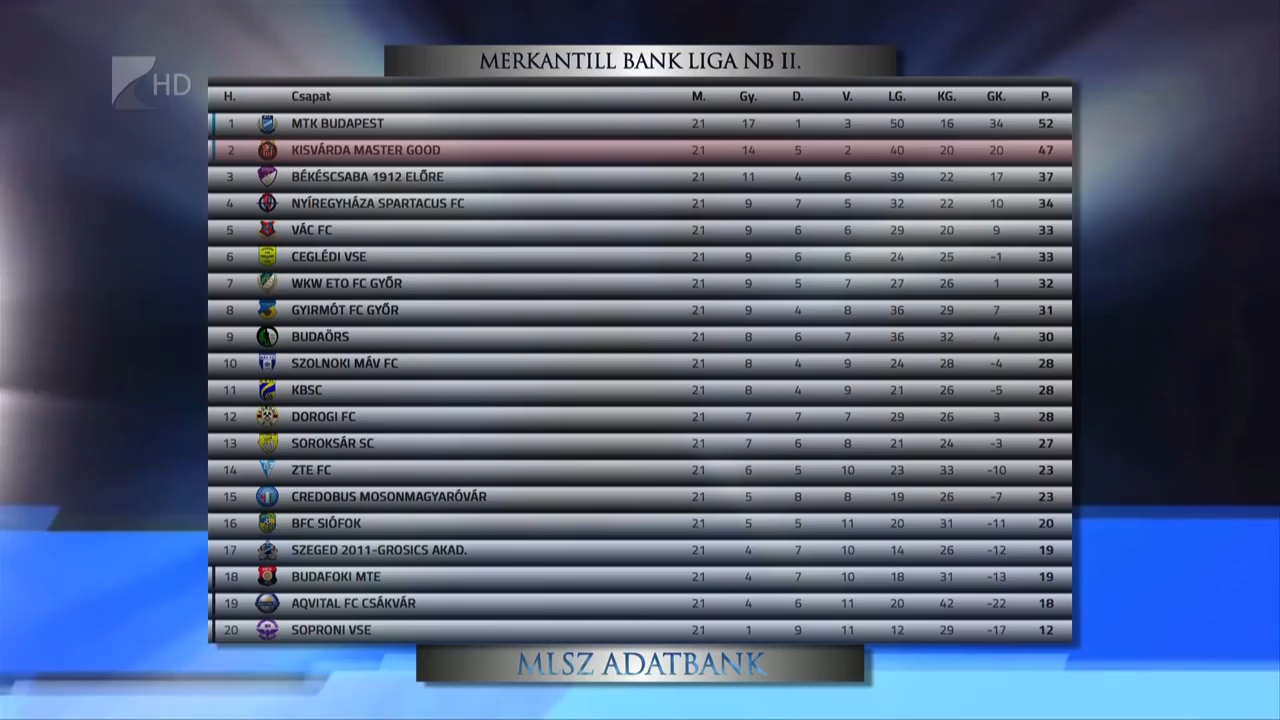 MERKANTILL BANK LIGA NB II.
HD
H. Csapat M. Gy. D. V. LG. KG. GK. P.
1 MTK BUDAPEST 21 17 1 3 50 16 34 52
2 KISVÁRDA MASTER GOOD 21 14 5 2 40 20 20 47
3 BÉKÉSCSABA 1912 ELŐRE 21 11 4 6 39 22 17 37
4 NYÍREGYHÁZA SPARTACUS FC 21 9 7 5 32 22 10 34
5 VÁC FC 21 9 6 6 29 20 9 33
6 CEGLÉDI VSE 21 9 6 6 24 25 -1 33
7 WKW ETO FC GYŐR 21 9 5 7 27 26 1 32
8 GYIRMÓT FC GYŐR 21 9 4 8 36 29 7 31
9 BUDAÖRS 21 8 6 7 36 32 4 30
10 SZOLNOKI MÁV FC 21 8 4 9 24 28 -4 28
11 KBSC 21 8 4 9 21 26 -5 28
12 DOROGI FC 21 7 7 7 29 26 3 28
13 SOROKSÁR SC 21 7 6 8 21 24 -3 27
14 ZTE FC 21 6 5 10 23 33 -10 23
15 CREDOBUS MOSONMAGYARÓVÁR 21 5 8 8 19 26 -7 23
16 BFC SIÓFOK 21 5 5 11 20 31 -11 20
17 SZEGED 2011-GROSICS AKAD. 21 4 7 10 14 26 -12 19
18 BUDAFOKI MTE 21 4 7 10 18 31 -13 19
19 AQVITAL FC CSÁKVÁR 21 4 6 11 20 42 -22 18
20 SOPRONI VSE 21 1 9 11 12 29 -17 12
MLSZ ADATBANK